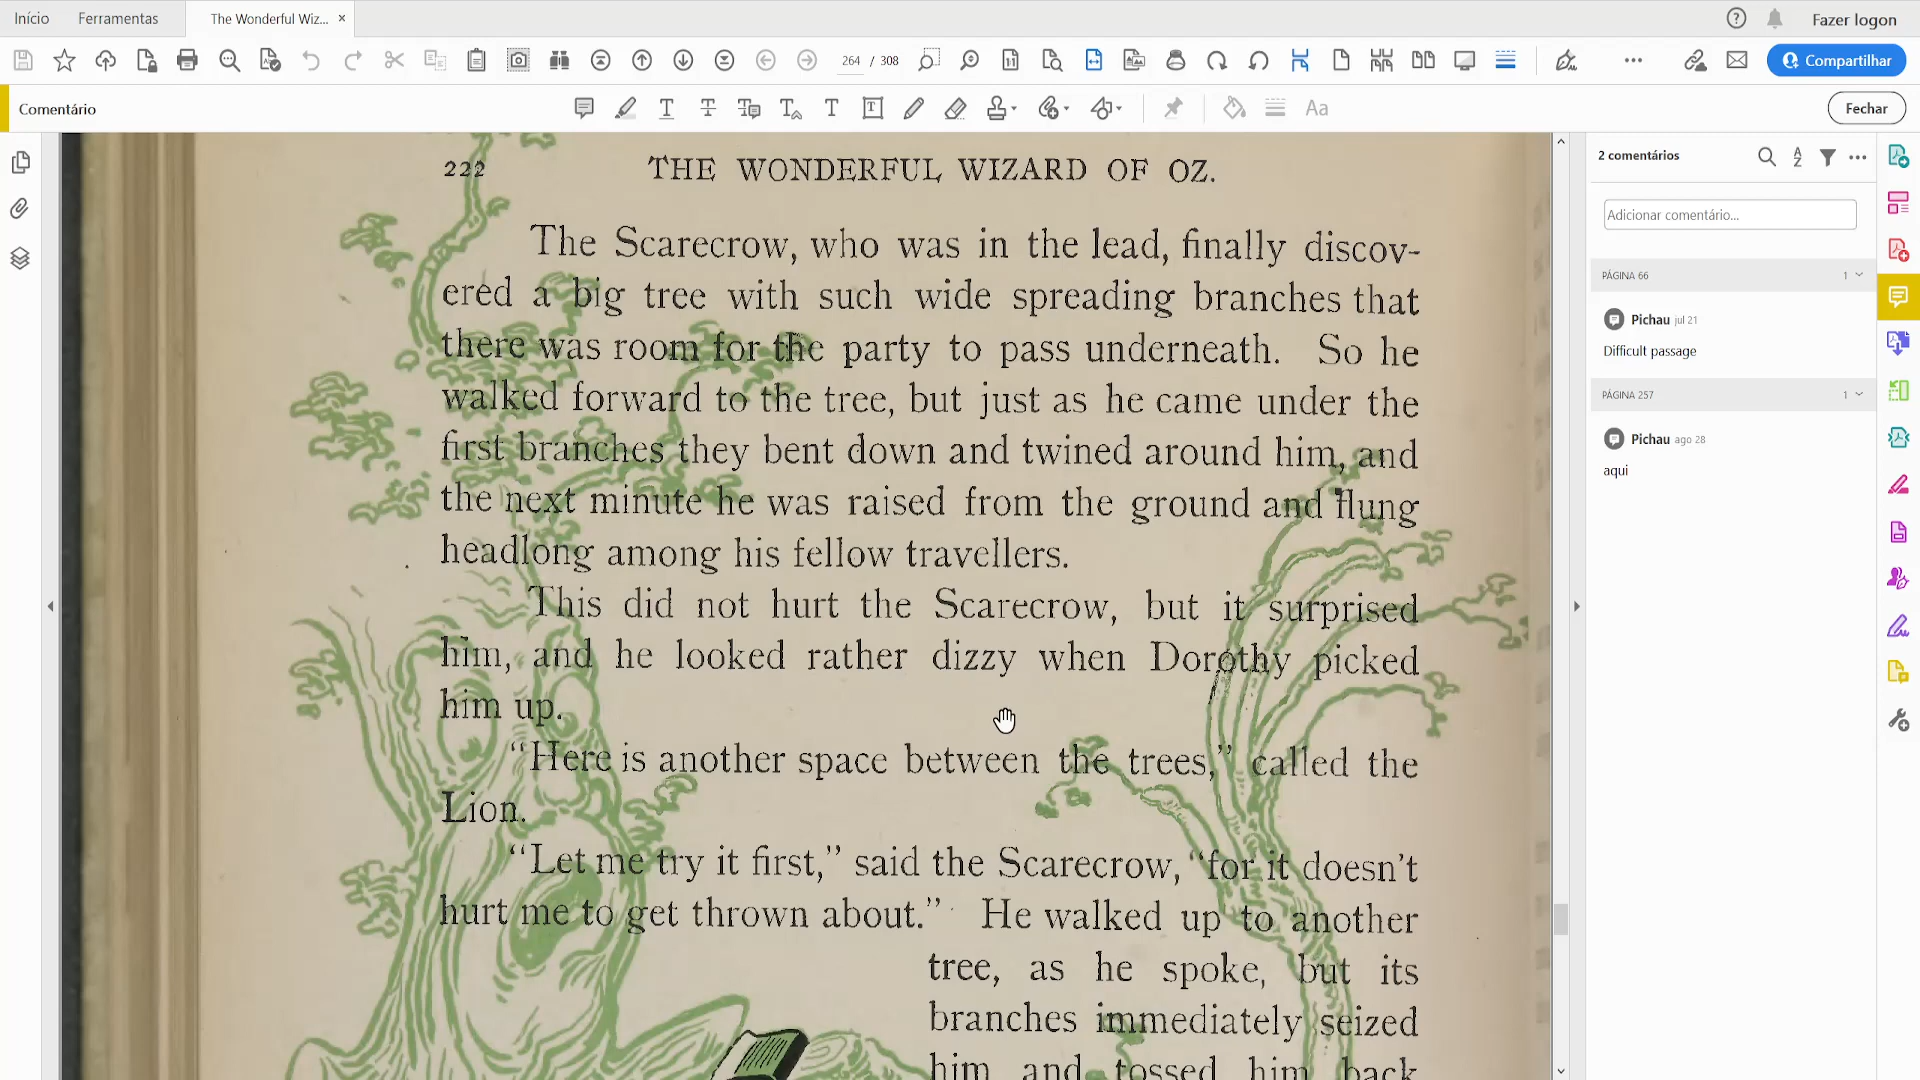 Início Ferramentas The Wonderful Wiz... × Fazer logon
264 / 308 Compartilhar
Comentário Fechar
222 THE WONDERFUL WIZARD OF OZ.
The Scarecrow, who was in the lead, finally discov-
ered a big tree with such wide spreading branches that
there was room for the party to pass underneath. So he
walked forward to the tree, but just as he came under the
first branches they bent down and twined around him, and
the next minute he was raised from the ground and flung
headlong among his fellow travellers.
This did not hurt the Scarecrow, but it surprised
him, and he looked rather dizzy when Dorothy picked
him up.
“Here is another space between the trees,” called the
Lion.
“Let me try it first,” said the Scarecrow, “for it doesn’t
hurt me to get thrown about.” He walked up to another
tree, as he spoke, but its
branches immediately seized
him and tossed him back
2 comentários
Adicionar comentário...
PÁGINA 66 1
Pichau jul 21
Difficult passage
PÁGINA 257 1
Pichau ago 28
aqui